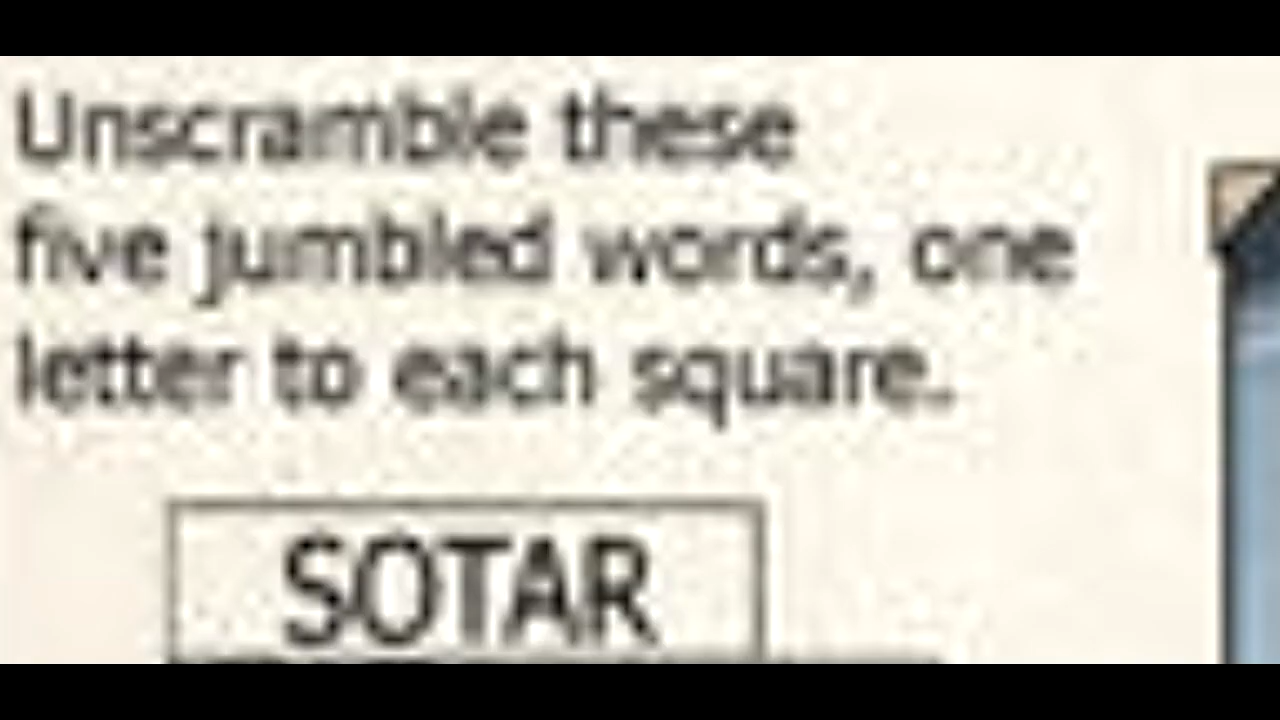 Unscramble these
five jumbled words, one
letter to each square.
SOTAR